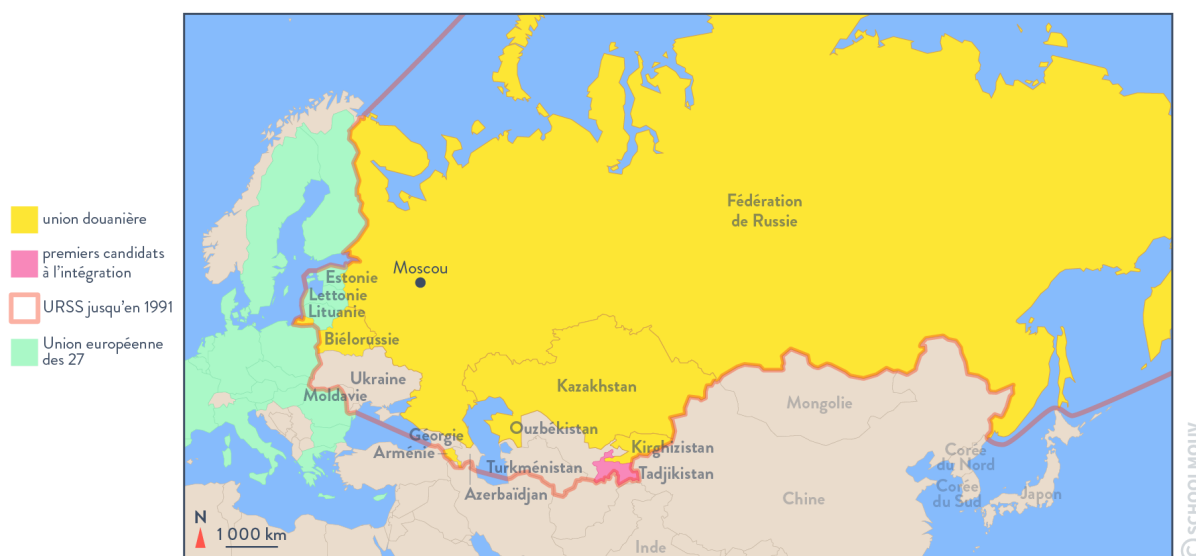 union douanière
premiers candidats
à l'intégration
URSS jusqu'en 1991
Union européenne
des 27
Fédération
de Russie
Moscou
Estonie
Lettonie
Lituanie
Biélorussie
Ukraine
Moldavie
Kazakhstan
Mongolie
Géorgie
Ouzbékistan
Arménie
Kirghizistan
Turkménistan
Tadjikistan
Azerbaïdjan
Corée
du Nord
Corée
du Sud
Japon
Chine
Inde
N
1 000 km
© SCHOOLMOUV